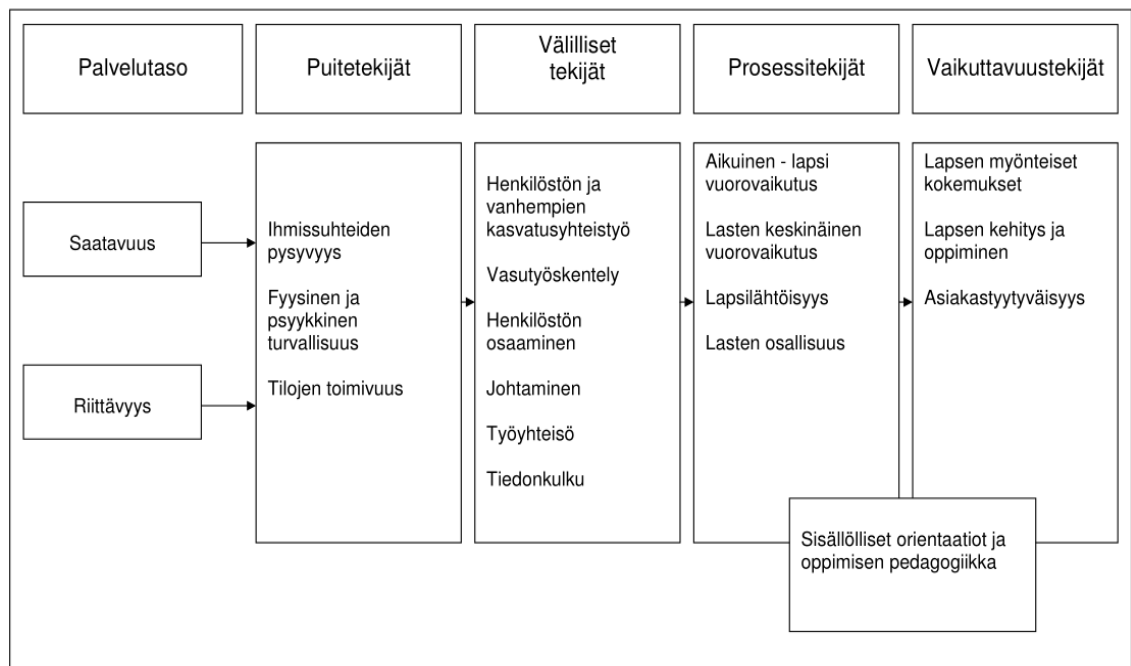 Palvelutaso
Puitetekijät
Välilliset
tekijät
Prosessitekijät
Vaikuttavuustekijät
Saatavuus
Riittävyys
Ihmissuhteiden
pysyvyys
Fyysinen ja
psyykkinen
turvallisuus
Tilojen toimivuus
Henkilöstön ja
vanhempien
kasvatusyhteistyö
Vasutyöskentely
Henkilöstön
osaaminen
Johtaminen
Työyhteisö
Tiedonkulku
Aikuinen - lapsi
vuorovaikutus
Lasten keskinäinen
vuorovaikutus
Lapsilähtöisyys
Lasten osallisuus
Lapsen myönteiset
kokemukset
Lapsen kehitys ja
oppiminen
Asiakastyytyväisyys
Sisällölliset orientaatiot ja
oppimisen pedagogiikka